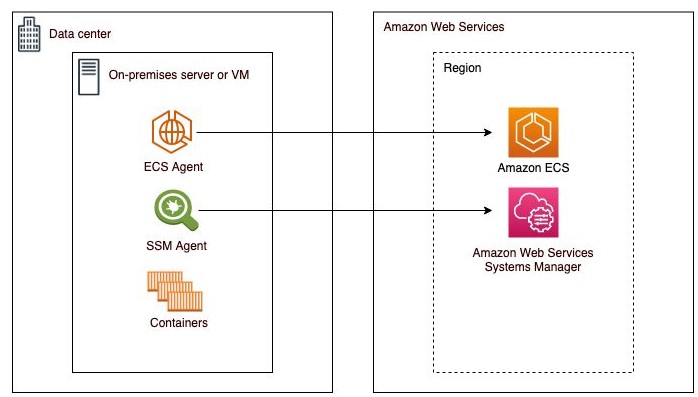 Data center
On-premises server or VM
ECS Agent
SSM Agent
Containers
Amazon Web Services
Region
Amazon ECS
Amazon Web Services
Systems Manager